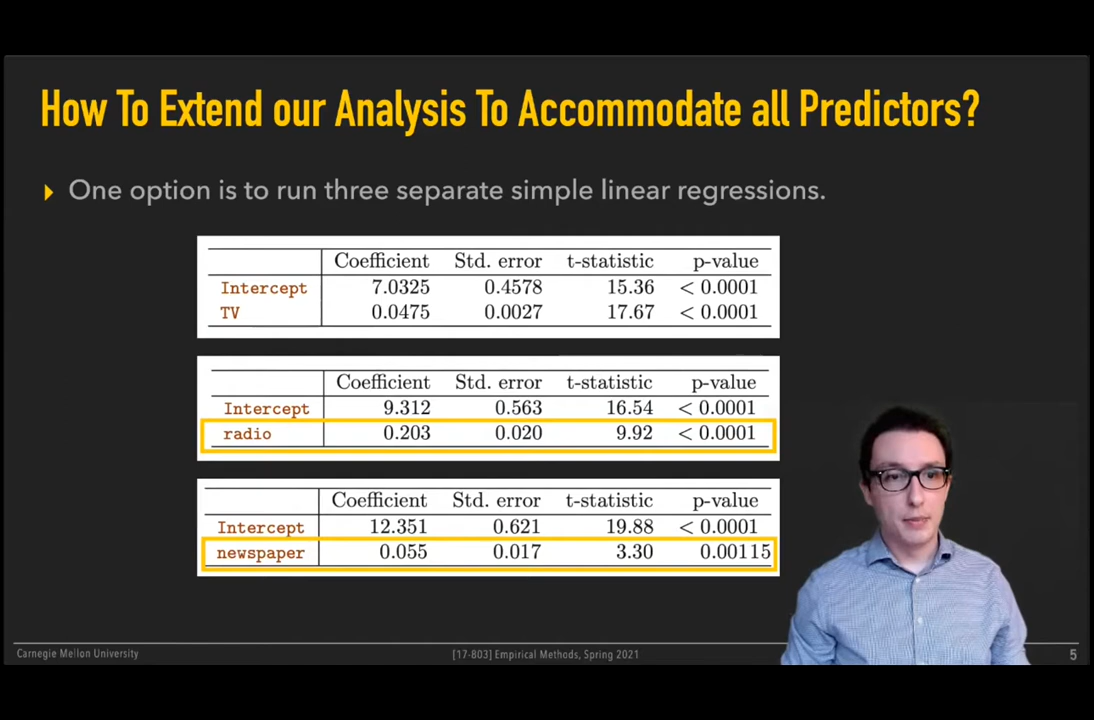 How To Extend our Analysis To Accommodate all Predictors?
One option is to run three separate simple linear regressions.
Coefficient Std. error t-statistic p-value
Intercept 7.0325 0.4578 15.36 < 0.0001
TV 0.0475 0.0027 17.67 < 0.0001
Coefficient Std. error t-statistic p-value
Intercept 9.312 0.563 16.54 < 0.0001
radio 0.203 0.020 9.92 < 0.0001
Coefficient Std. error t-statistic p-value
Intercept 12.351 0.621 19.88 < 0.0001
newspaper 0.055 0.017 3.30 0.00115
Carnegie Mellon University [17-803] Empirical Methods, Spring 2021 5